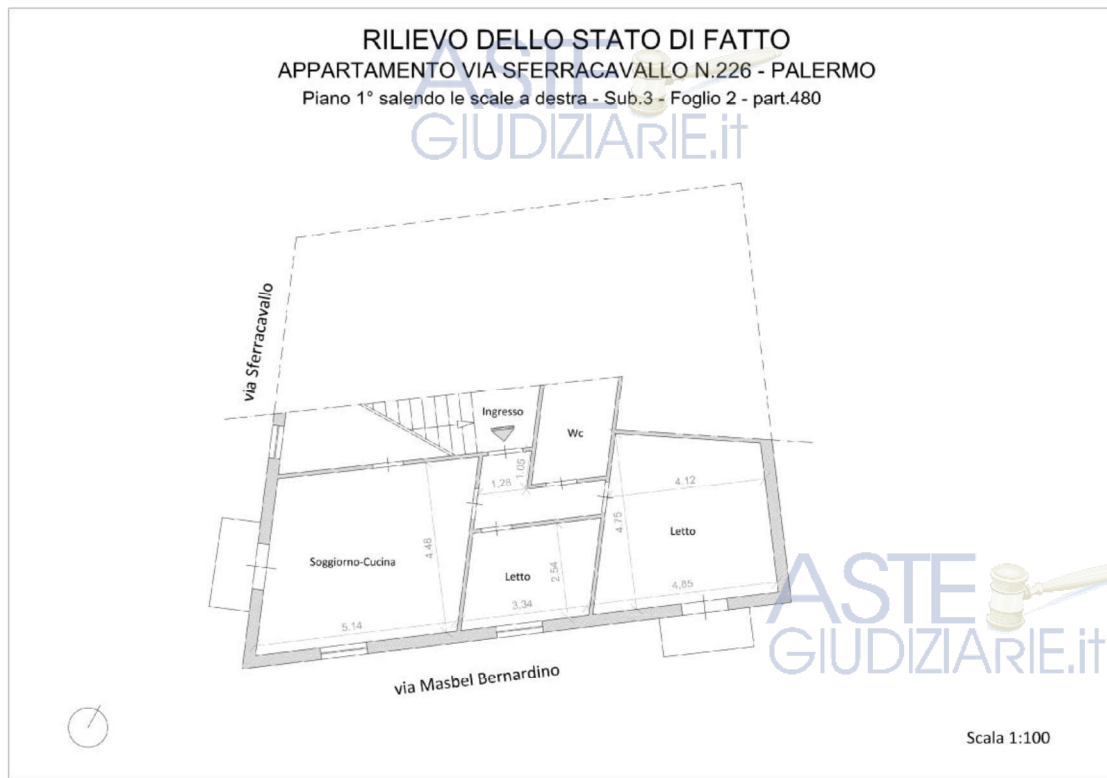 RILIEVO DELLO STATO DI FATTO
APPARTAMENTO VIA SFERRACAVALLO N.226 - PALERMO
Piano 1° salendo le scale a destra - Sub.3 - Foglio 2 - part.480
ASTE
GIUDIZIARIE.it
via Sferracavallo
Ingresso
Wc
1,05
1,28
4.12
4.48
4.75
Letto
Soggiorno-Cucina
Letto
2.54
4,85
3,34
5.14
ASTE
GIUDIZIARIE.it
via Masbel Bernardino
Scala 1:100